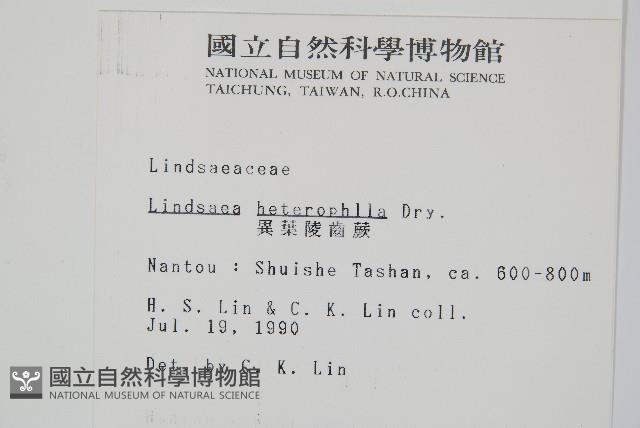 國立自然科學博物館
NATIONAL MUSEUM OF NATURAL SCIENCE
TAICHUNG, TAIWAN, R.O.CHINA
Lindsaeaceae
Lindsaea heterophlla Dry.
異葉陵齒蕨
Nantou : Shuishe Tashan, ca. 600-800m
H. S. Lin & C. K. Lin coll.
Jul. 19, 1990
Det. by C. K. Lin
國立自然科學博物館
NATIONAL MUSEUM OF NATURAL SCIENCE